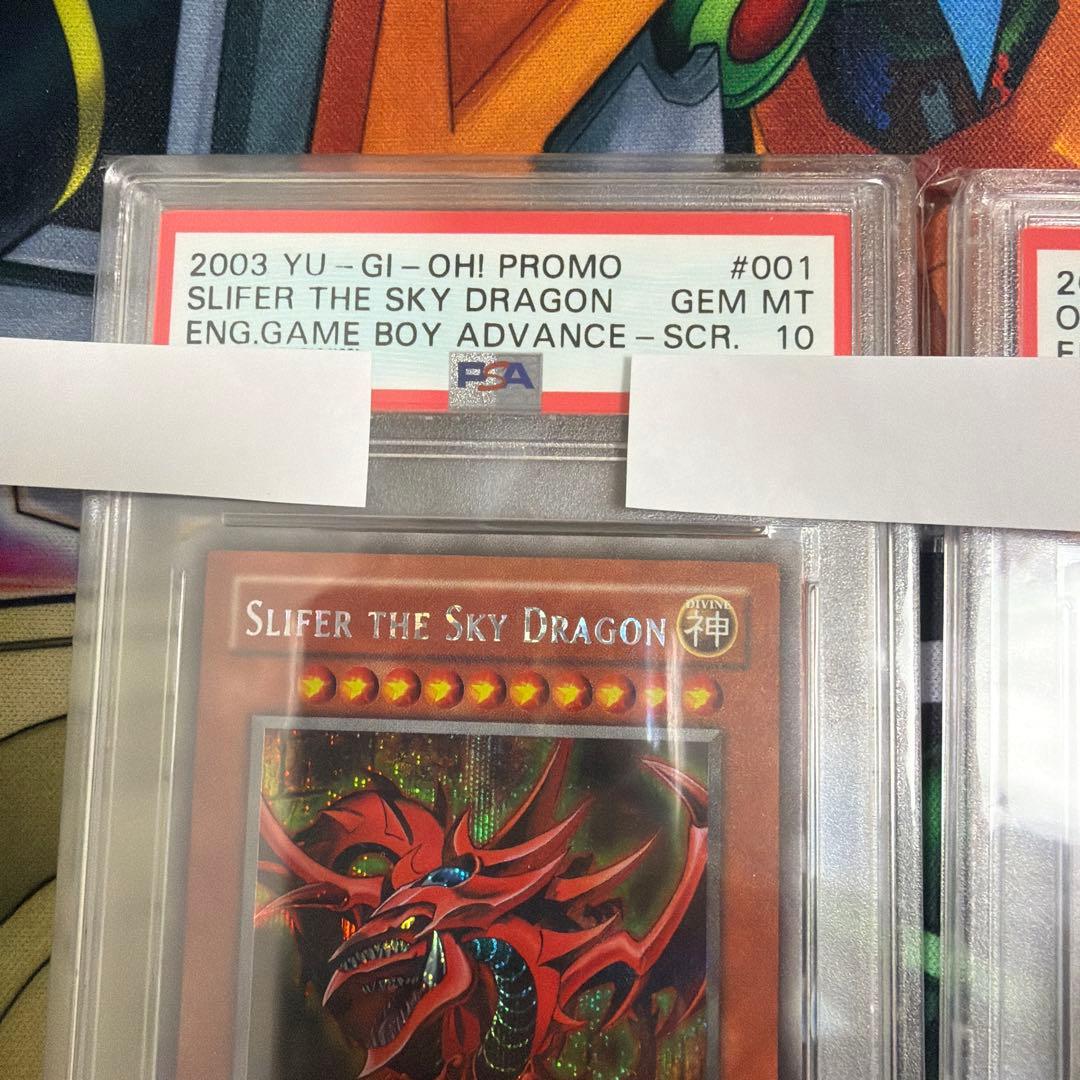 2003 YU-GI-OH! PROMO #001
SLIFER THE SKY DRAGON GEM MT
ENG.GAME BOY ADVANCE-SCR. 10
PSA
SLIFER THE SKY DRAGON
DIVINE
神